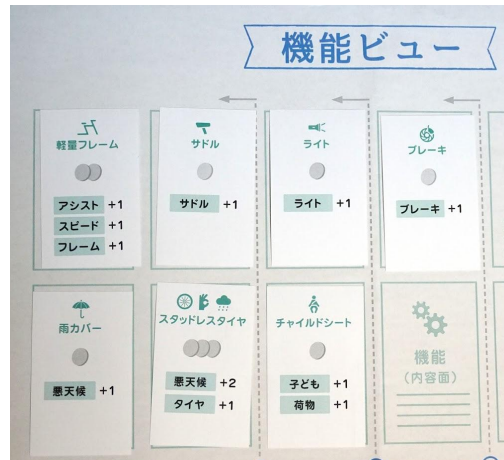 機能ビュー
軽量フレーム
アシスト +1
スピード +1
フレーム +1
サドル
サドル +1
ライト
ライト +1
ブレーキ
ブレーキ +1
雨カバー
悪天候 +1
スタッドレスタイヤ
悪天候 +2
タイヤ +1
チャイルドシート
子ども +1
荷物 +1
機能
(内容面)